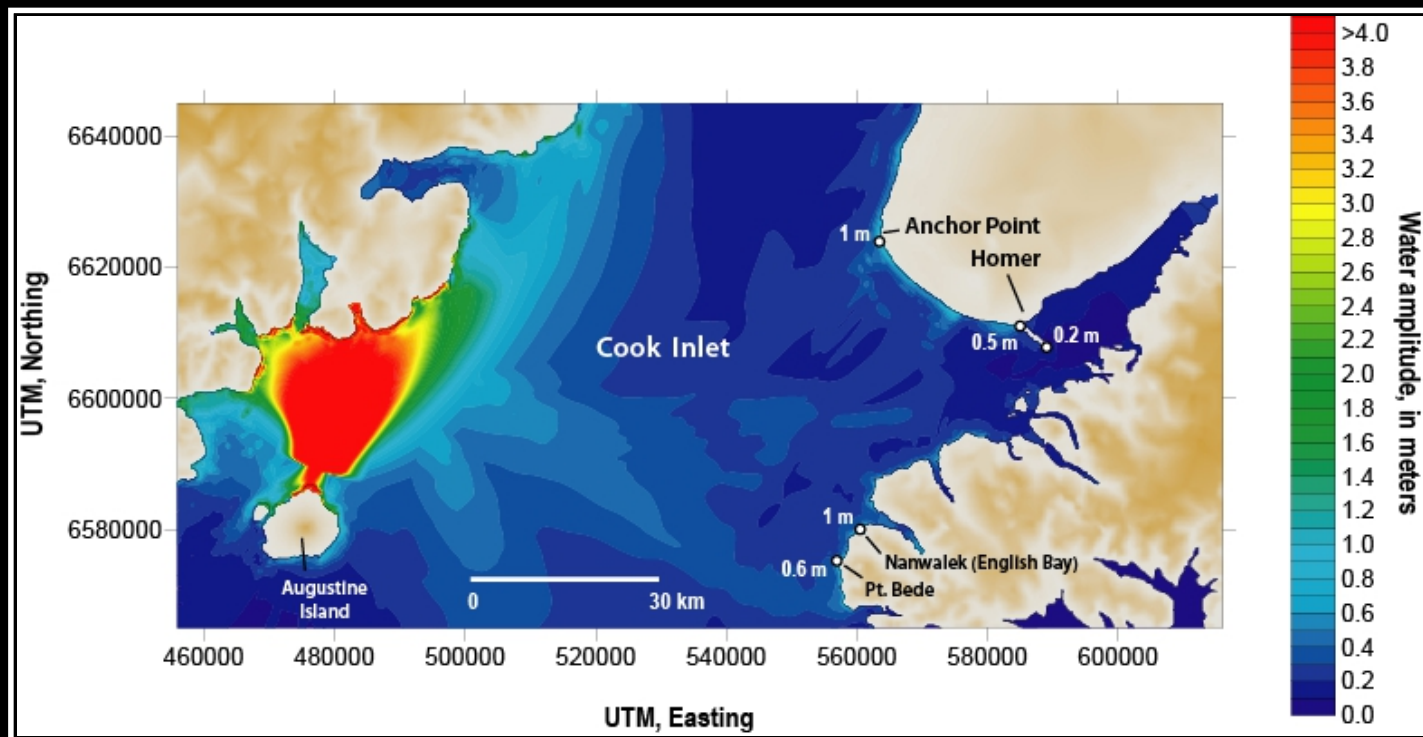 >4.0
3.8
3.6
3.4
3.2
3.0
2.8
2.6
2.4
2.2
2.0
1.8
1.6
1.4
1.2
1.0
0.8
0.6
0.4
0.2
0.0
Water amplitude, in meters
UTM, Northing
6640000
6620000
6600000
6580000
1 m
Anchor Point
Homer
0.5 m
0.2 m
Cook Inlet
1 m
Nanwalek (English Bay)
0.6 m
Pt. Bede
Augustine
Island
0
30 km
460000
480000
500000
520000
540000
560000
580000
600000
UTM, Easting